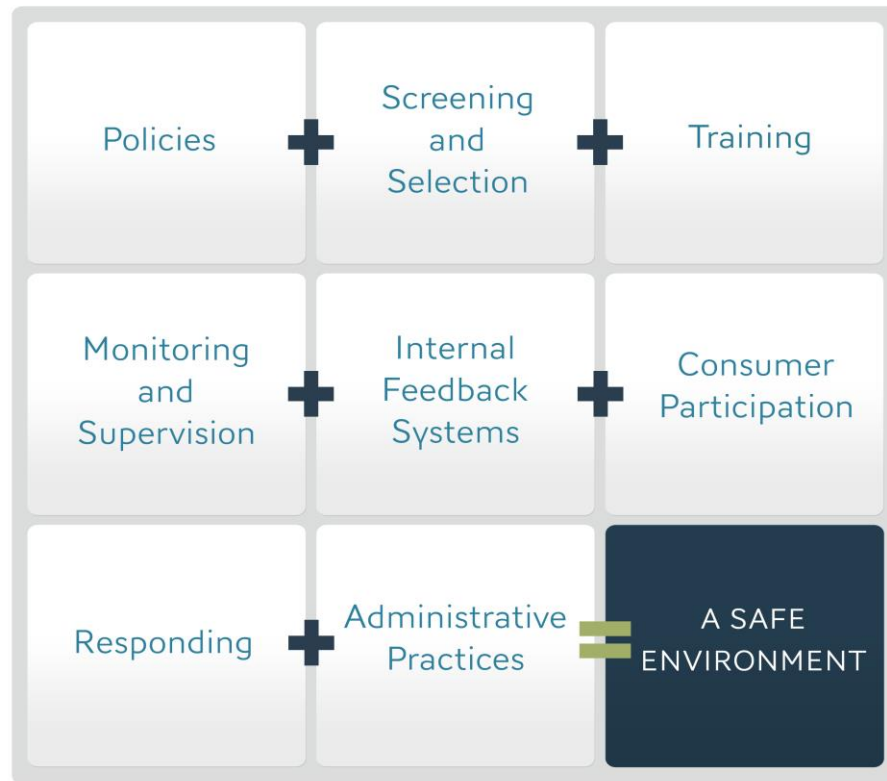 Policies
Screening
and
Selection
Training
Monitoring
and
Supervision
Internal
Feedback
Systems
Consumer
Participation
Responding
Administrative
Practices
A SAFE
ENVIRONMENT